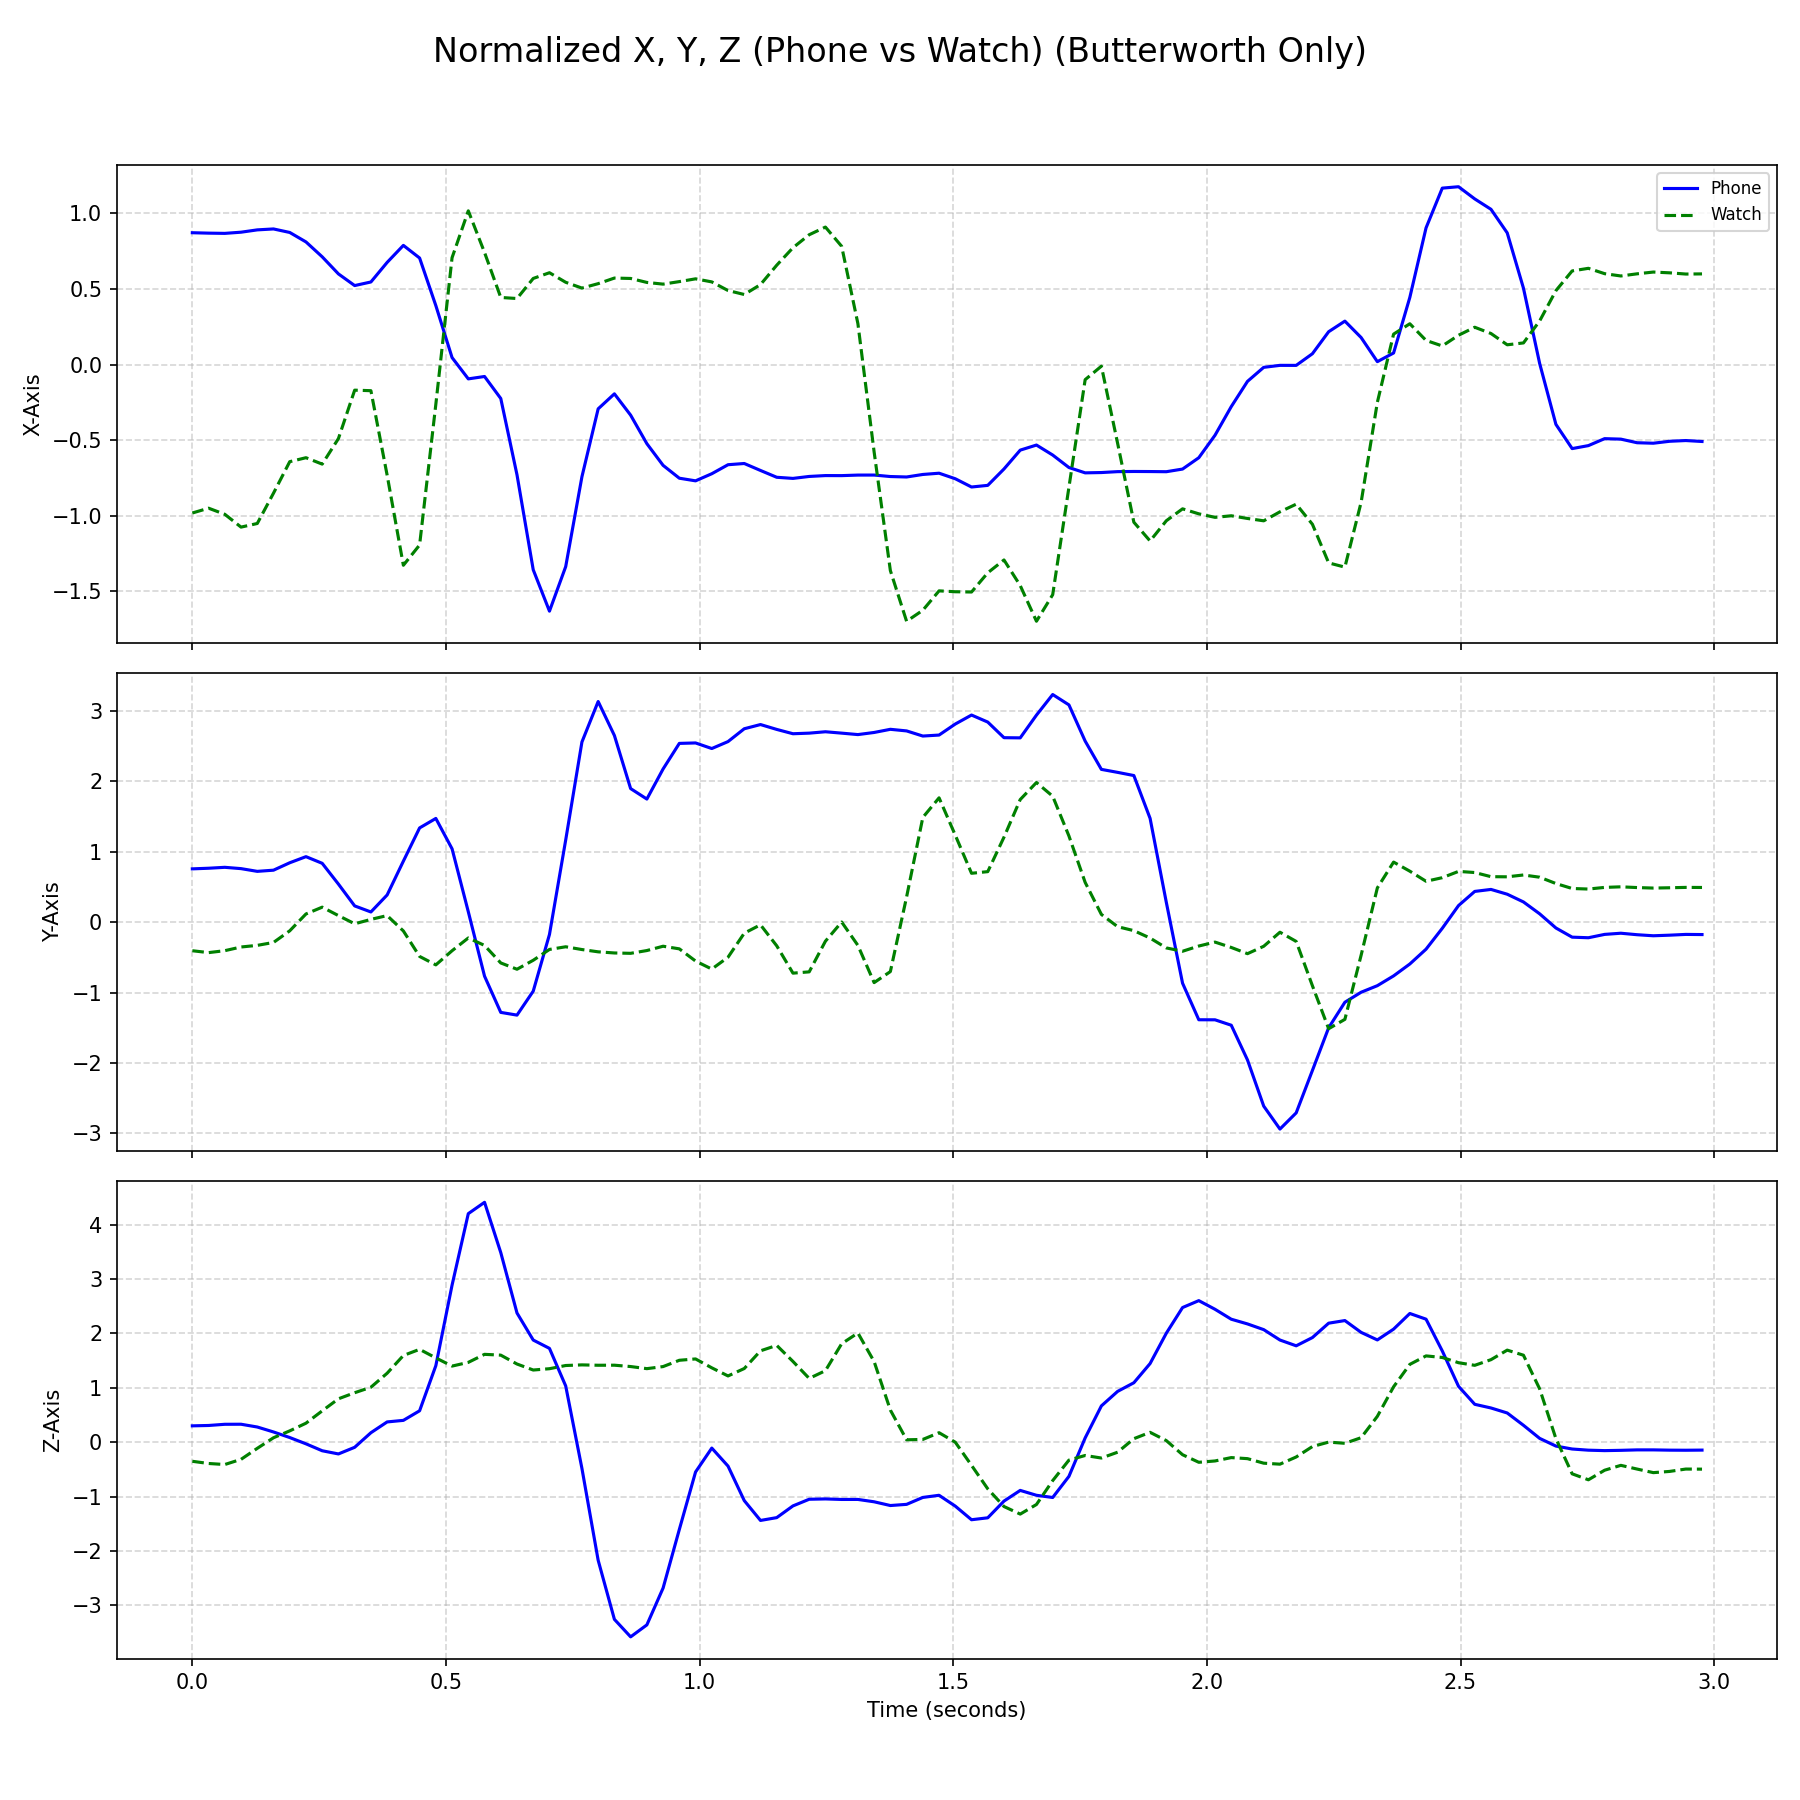 Normalized X, Y, Z (Phone vs Watch) (Butterworth Only)
Phone
Watch
1.0
0.5
0.0
−0.5
−1.0
−1.5
X-Axis
3
2
1
0
−1
−2
−3
Y-Axis
4
3
2
1
0
−1
−2
−3
Z-Axis
0.0 0.5 1.0 1.5 2.0 2.5 3.0
Time (seconds)